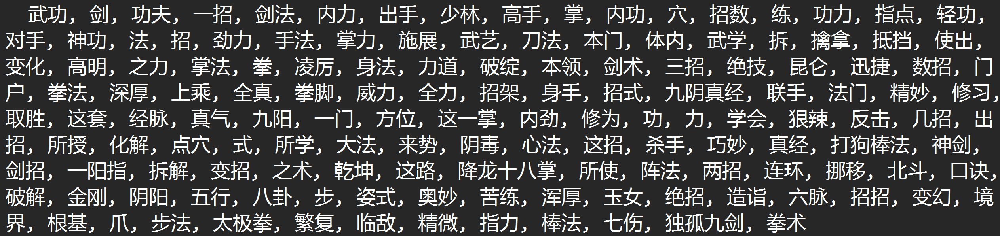 武功，剑，功夫，一招，剑法，内力，出手，少林，高手，掌，内功，穴，招数，练，功力，指点，轻功，
对手，神功，法，招，劲力，手法，掌力，施展，武艺，刀法，本门，体内，武学，拆，擒拿，抵挡，使出，
变化，高明，之力，掌法，拳，凌厉，身法，力道，破绽，本领，剑术，三招，绝技，昆仑，迅捷，数招，门
户，拳法，深厚，上乘，全真，拳脚，威力，全力，招架，身手，招式，九阴真经，联手，法门，精妙，修习，
取胜，这套，经脉，真气，九阳，一门，方位，这一掌，内劲，修为，功，力，学会，狠辣，反击，几招，出
招，所授，化解，点穴，式，所学，大法，来势，阴毒，心法，这招，杀手，巧妙，真经，打狗棒法，神剑，
剑招，一阳指，拆解，变招，之术，乾坤，这路，降龙十八掌，所使，阵法，两招，连环，挪移，北斗，口诀，
破解，金刚，阴阳，五行，八卦，步，姿式，奥妙，苦练，浑厚，玉女，绝招，造诣，六脉，招招，变幻，境
界，根基，爪，步法，太极拳，繁复，临敌，精微，指力，棒法，七伤，独孤九剑，拳术